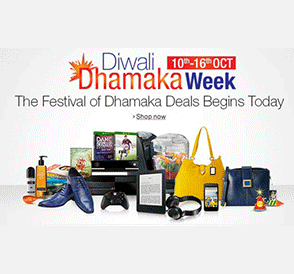 Diwali
Dhamaka Week
10th-16th OCT
The Festival of Dhamaka Deals Begins Today
› Shop now